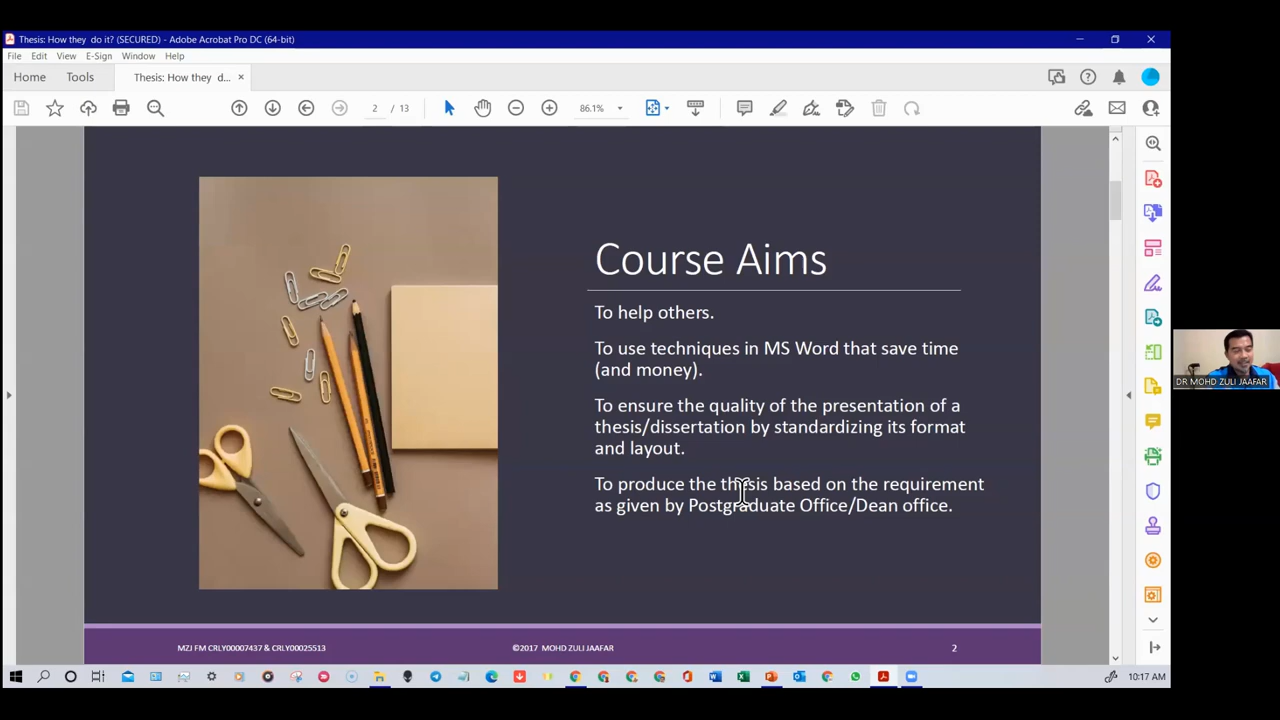 Thesis: How they do it? (SECURED) - Adobe Acrobat Pro DC (64-bit)
File Edit View E-Sign Window Help
Home Tools Thesis: How they d... ×
2 / 13 86.1%
Course Aims
To help others.
To use techniques in MS Word that save time
(and money).
To ensure the quality of the presentation of a
thesis/dissertation by standardizing its format
and layout.
To produce the thesis based on the requirement
as given by Postgraduate Office/Dean office.
DR MOHD ZULI JAAFAR
MZJ FM CRLY00007437 & CRLY00025513 ©2017 MOHD ZULI JAAFAR 2
10:17 AM